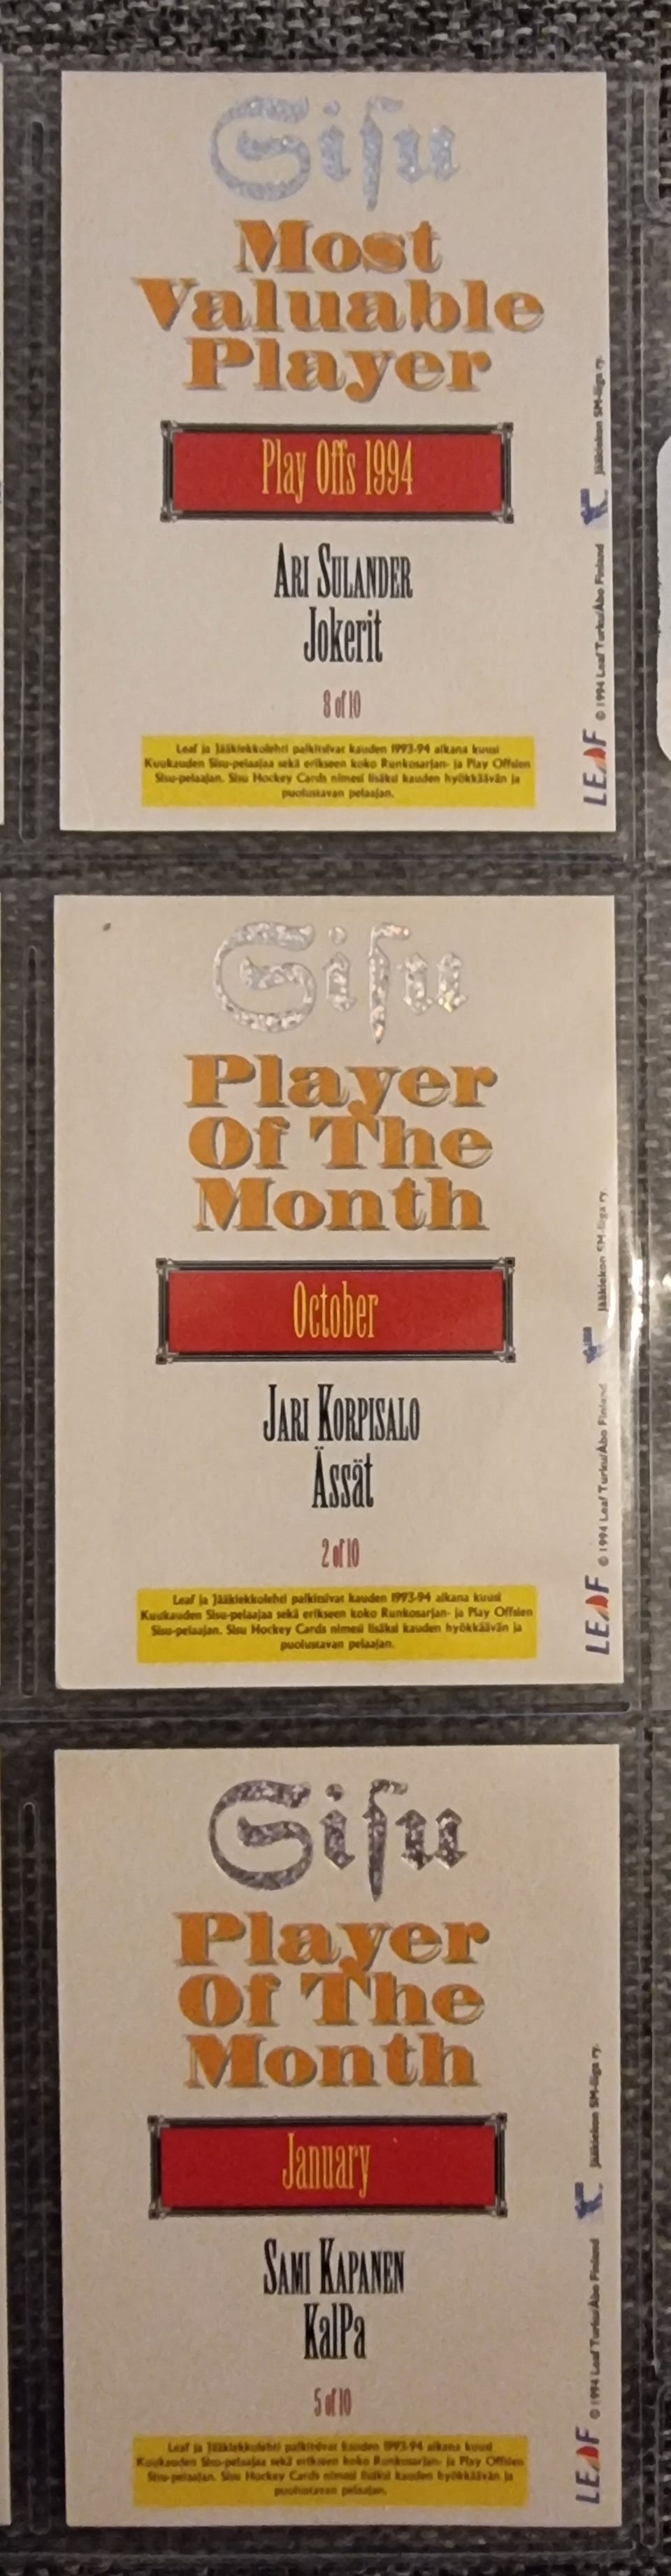 Sisu
Most
Valuable
Player
Play Offs 1994
ARI SULANDER
Jokerit
8 of 10
Leaf ja Jääkiekkolehti palkitsivat kauden 1993-94 aikana kuusi
Kuukauden Sisu-pelaajaa sekä erikseen koko Runkosarjan- ja Play Offsien
Sisu-pelaajan. Sisu Hockey Cards nimesi lisäksi kauden hyökkäävän ja
puolustavan pelaajan.
LEAF © 1994 Leaf Turku/Åbo Finland Jääkiekon SM-liiga ry.
Sisu
Player
Of The
Month
October
JARI KORPISALO
Ässät
2 of 10
Leaf ja Jääkiekkolehti palkitsivat kauden 1993-94 aikana kuusi
Kuukauden Sisu-pelaajaa sekä erikseen koko Runkosarjan- ja Play Offsien
Sisu-pelaajan. Sisu Hockey Cards nimesi lisäksi kauden hyökkäävän ja
puolustavan pelaajan.
LEAF © 1994 Leaf Turku/Åbo Finland Jääkiekon SM-liiga ry.
Sisu
Player
Of The
Month
January
SAMI KAPANEN
KalPa
5 of 10
Leaf ja Jääkiekkolehti palkitsivat kauden 1993-94 aikana kuusi
Kuukauden Sisu-pelaajaa sekä erikseen koko Runkosarjan- ja Play Offsien
Sisu-pelaajan. Sisu Hockey Cards nimesi lisäksi kauden hyökkäävän ja
puolustavan pelaajan.
LEAF © 1994 Leaf Turku/Åbo Finland Jääkiekon SM-liiga ry.